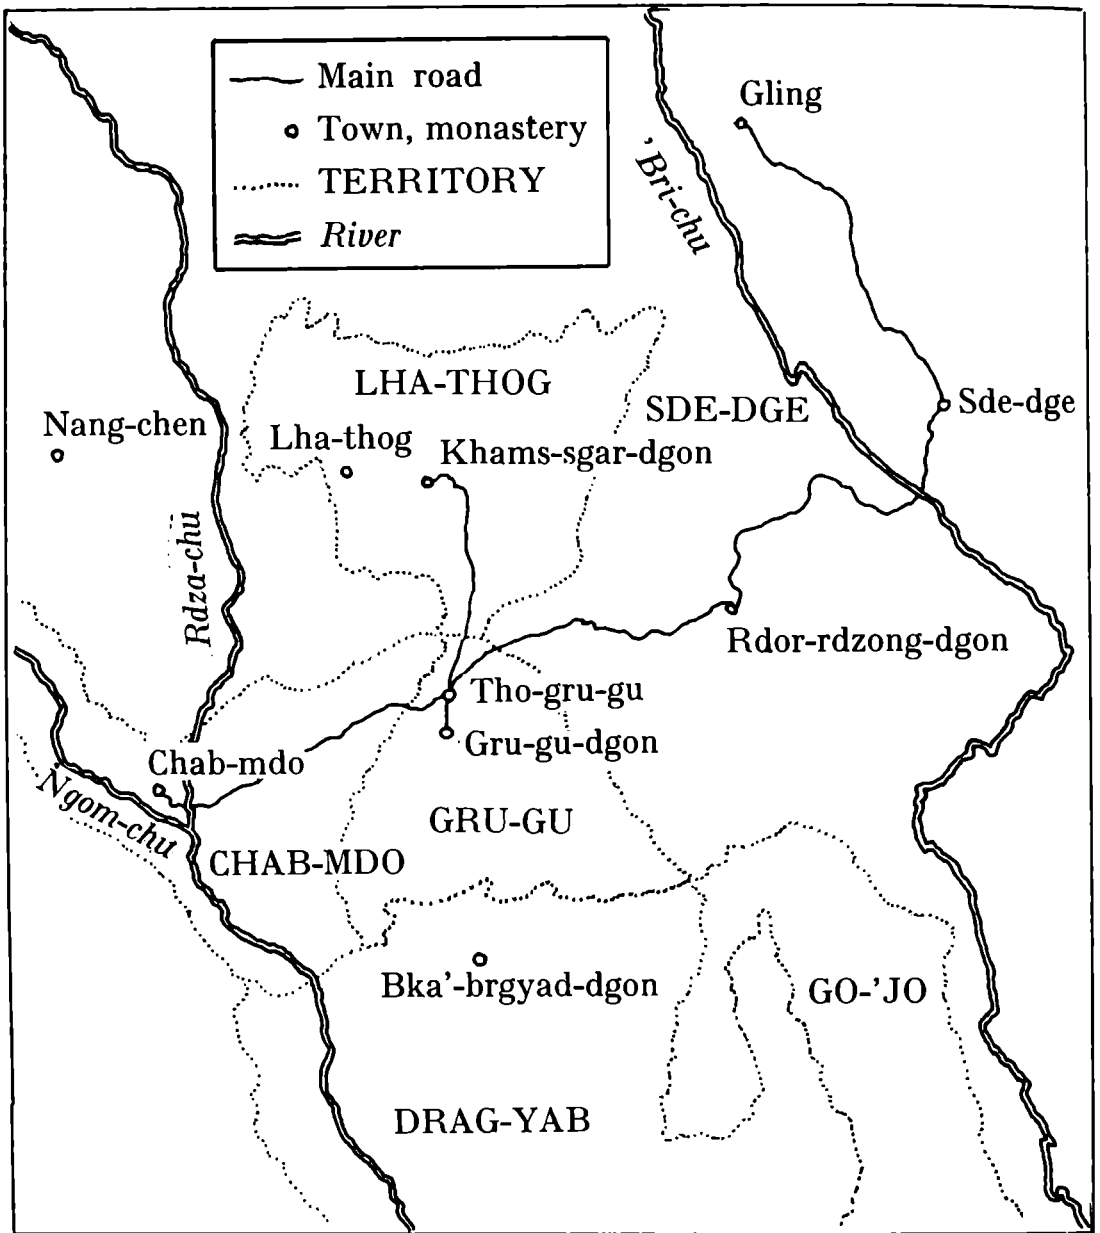 Main road
Town, monastery
TERRITORY
River
Gling
'Bri-chu
LHA-THOG
SDE-DGE
Sde-dge
Nang-chen
Lha-thog
Khams-sgar-dgon
Rdza-chu
Rdor-rdzong-dgon
Tho-gru-gu
Gru-gu-dgon
Chab-mdo
Ngom-chu
GRU-GU
CHAB-MDO
Bka'-brgyad-dgon
GO-'JO
DRAG-YAB